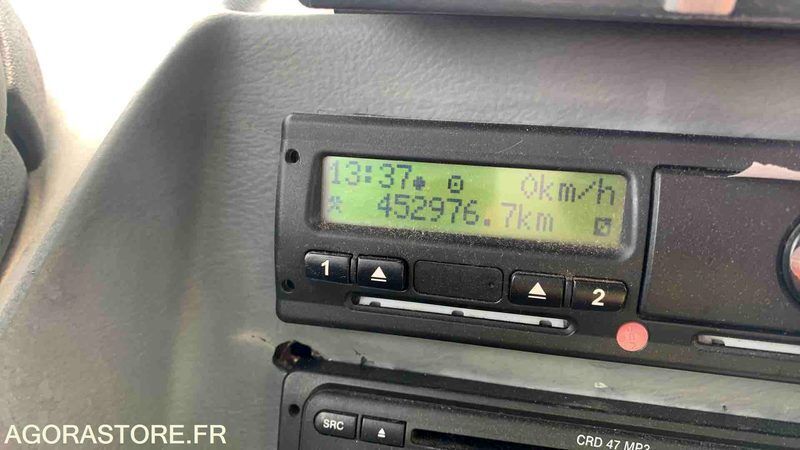 13:37 0km/h
452976.7km
1 2
SRC
CRD 47 MP3
AGORASTORE.FR